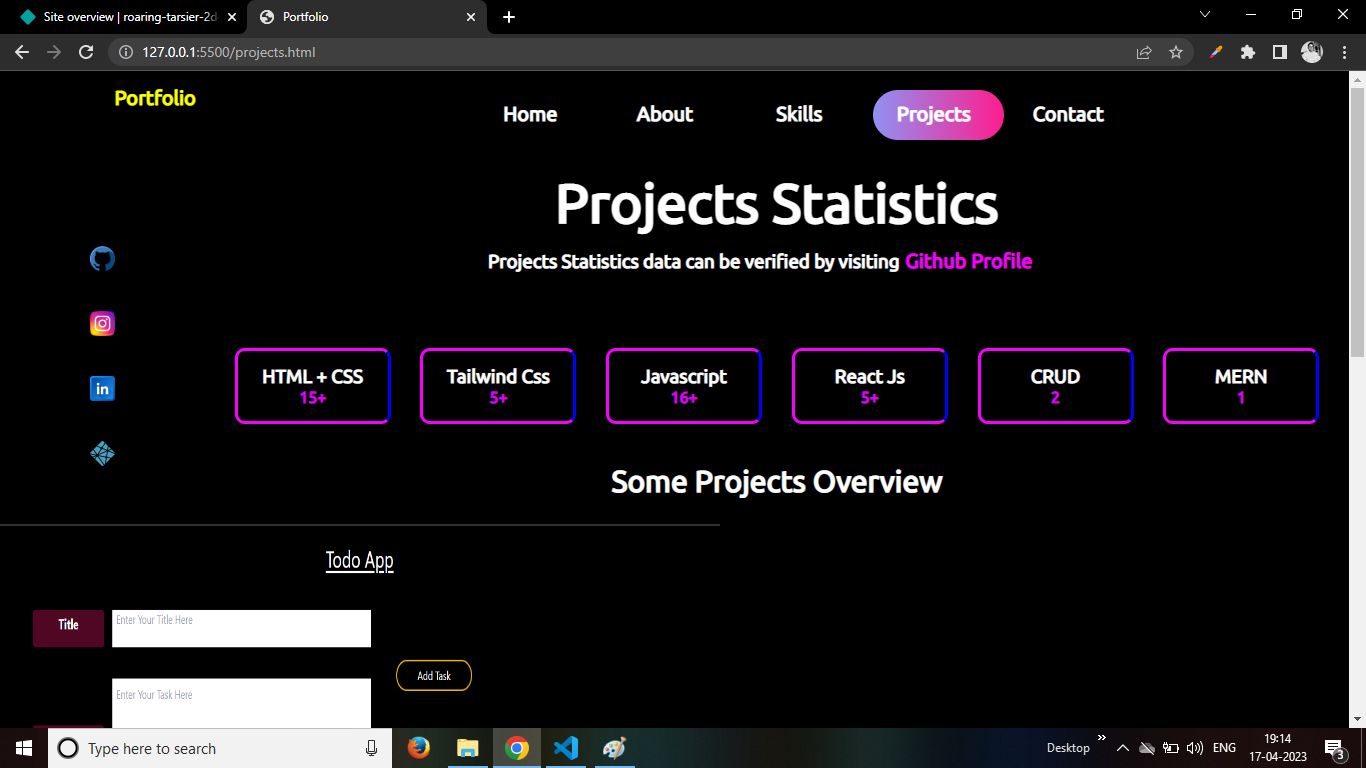 Site overview | roaring-tarsier-2d
Portfolio
127.0.0.1:5500/projects.html
Portfolio
Home About Skills Projects Contact
Projects Statistics
Projects Statistics data can be verified by visiting Github Profile
in
HTML + CSS Tailwind Css Javascript React Js CRUD MERN
15+ 5+ 16+ 5+ 2 1
Some Projects Overview
Todo App
Title
Enter Your Title Here
Add Task
Enter Your Task Here
Type here to search
Desktop
ENG
19:14
17-04-2023
3